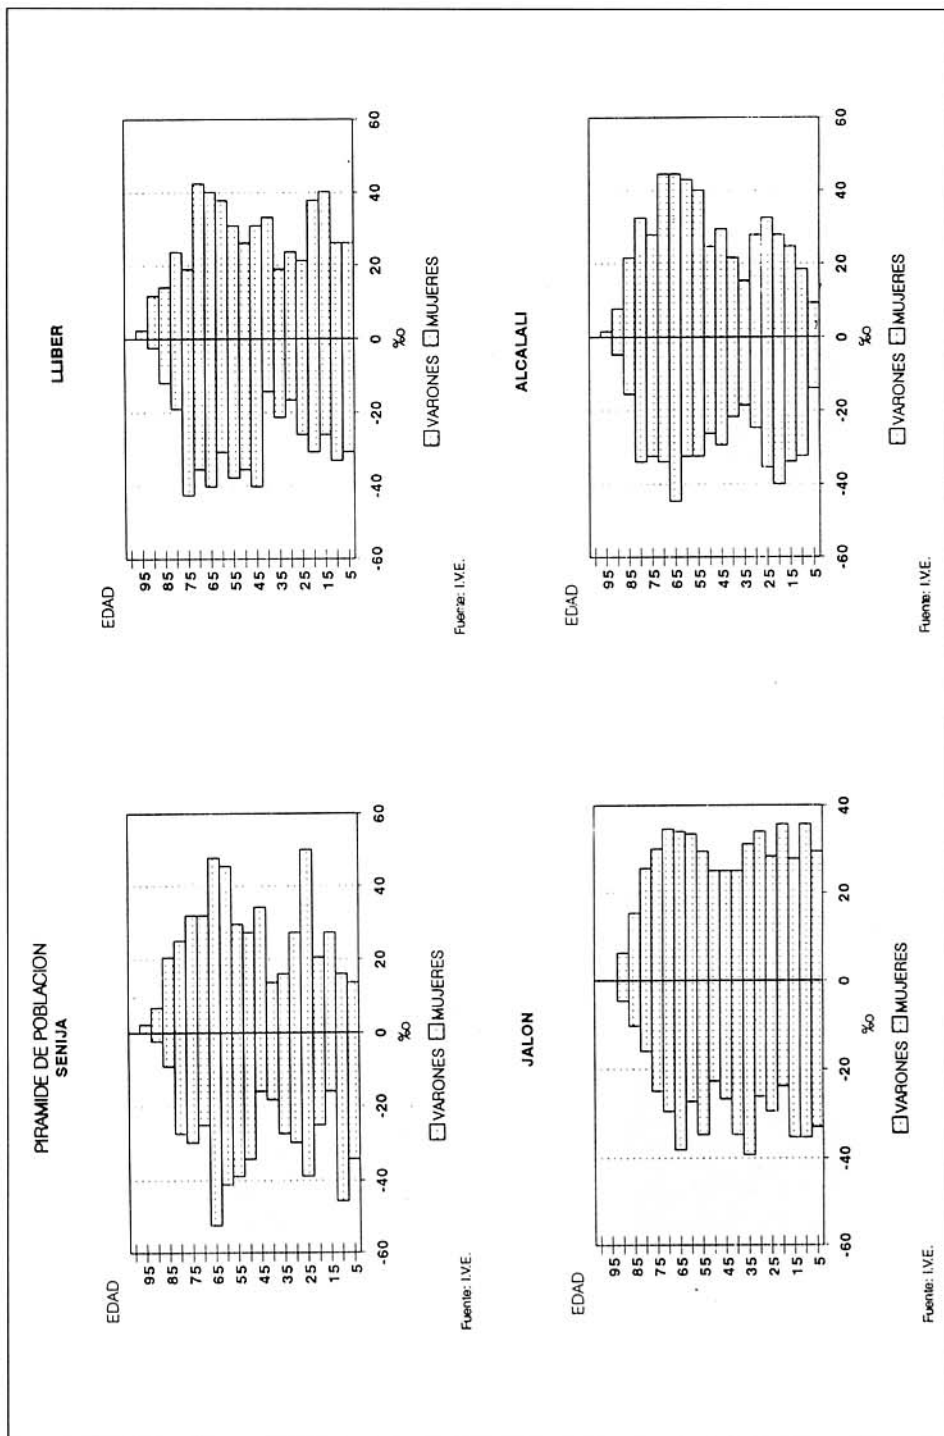 PIRAMIDE DE POBLACION
SENIJA
EDAD
95
85
75
65
55
45
35
25
15
5
-60 -40 -20 0 20 40 60
‰
VARONES MUJERES
Fuente: I.V.E.
LLIBER
EDAD
95
85
75
65
55
45
35
25
15
5
-60 -40 -20 0 20 40 60
‰
VARONES MUJERES
Fuente: I.V.E.
JALON
EDAD
95
85
75
65
55
45
35
25
15
5
-60 -40 -20 0 20 40
‰
VARONES MUJERES
Fuente: I.V.E.
ALCALALI
EDAD
95
85
75
65
55
45
35
25
15
5
-60 -40 -20 0 20 40 60
‰
VARONES MUJERES
Fuente: I.V.E.